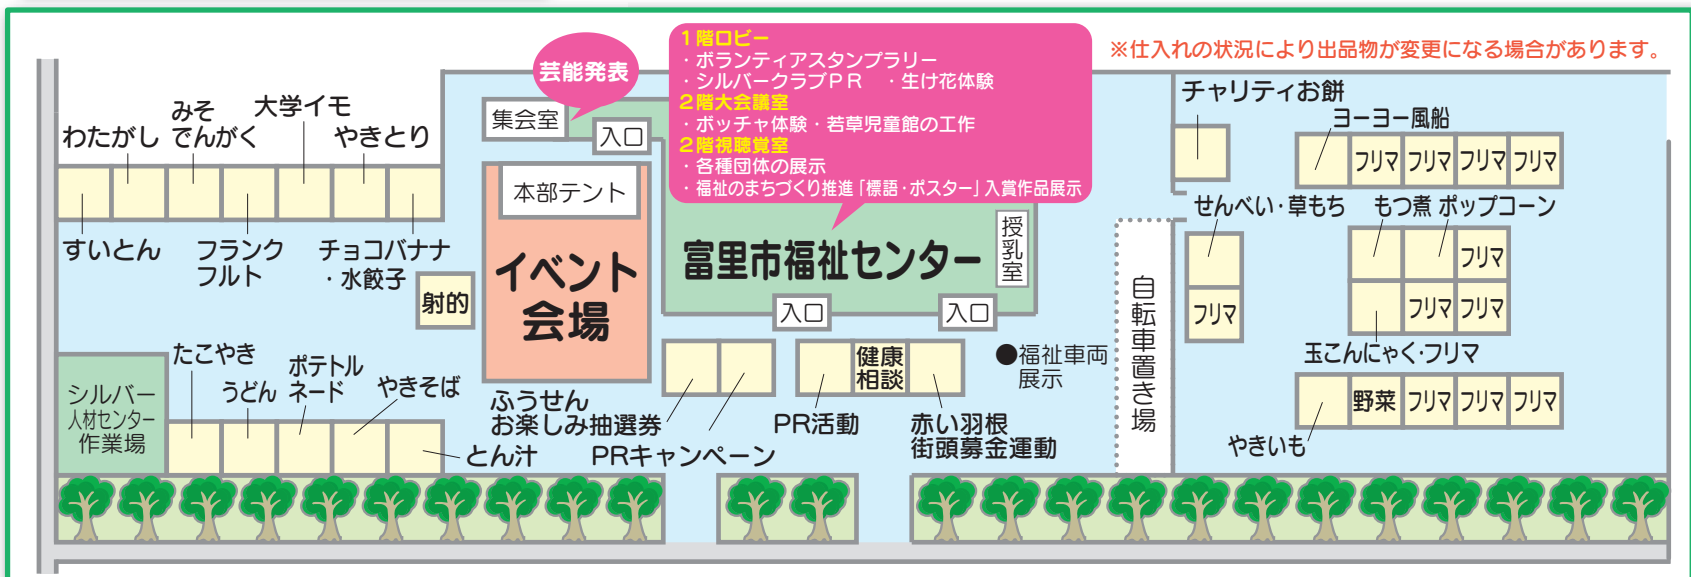 1階ロビー
・ボランティアスタンプラリー
・シルバークラブPR ・生け花体験
2階大会議室
・ボッチャ体験・若草児童館の工作
2階視聴覚室
・各種団体の展示
・福祉のまちづくり推進「標語・ポスター」入賞作品展示
※仕入れの状況により出品物が変更になる場合があります。
芸能発表
集会室
入口
わたがし
みそ
でんがく
大学イモ
やきとり
すいとん
フランク
フルト
チョコバナナ
・水餃子
射的
本部テント
イベント
会場
富里市福祉センター
授乳室
入口
入口
シルバー
人材センター
作業場
たこやき
うどん
ポテトル
ネード
やきそば
とん汁
ふうせん
お楽しみ抽選券
PRキャンペーン
PR活動
健康
相談
赤い羽根
街頭募金運動
●福祉車両
展示
自転車置き場
チャリティお餅
ヨーヨー風船
フリマ
フリマ
フリマ
フリマ
せんべい・草もち
フリマ
もつ煮
ポップコーン
フリマ
フリマ
フリマ
玉こんにゃく・フリマ
やきいも
野菜
フリマ
フリマ
フリマ